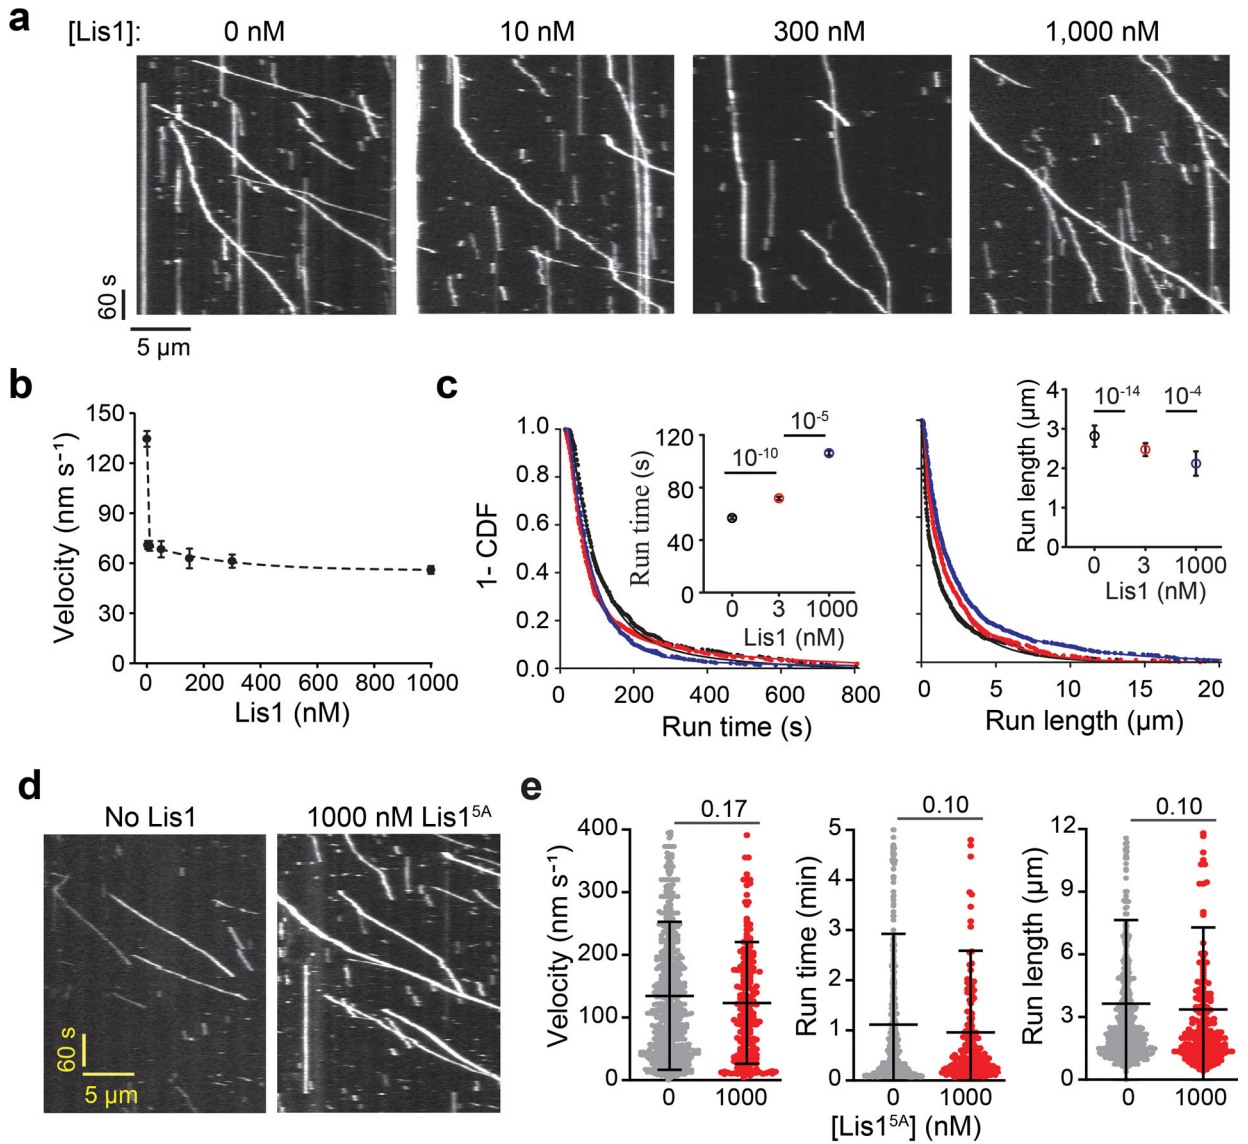 a
[Lis1]: 0 nM 10 nM 300 nM 1,000 nM
60 s
5 µm
b
Velocity (nm s⁻¹)
150
120
90
60
30
0
0 200 400 600 800 1000
Lis1 (nM)
c
1- CDF
1.0
0.8
0.6
0.4
0.2
0.0
0 200 400 600 800
Run time (s)
Run time (s)
120
80
40
0
10⁻¹⁰
10⁻⁵
0 3 1000
Lis1 (nM)
0 5 10 15 20
Run length (µm)
Run length (µm)
4
3
2
1
0
10⁻¹⁴ 10⁻⁴
0 3 1000
Lis1 (nM)
d
No Lis1 1000 nM Lis1⁵ᴬ
60 s
5 µm
e
Velocity (nm s⁻¹)
400
300
200
100
0
0.17
0 1000
Run time (min)
5
4
3
2
1
0
0.10
0 1000
Run length (µm)
12
9
6
3
0
0.10
0 1000
[Lis1⁵ᴬ] (nM)